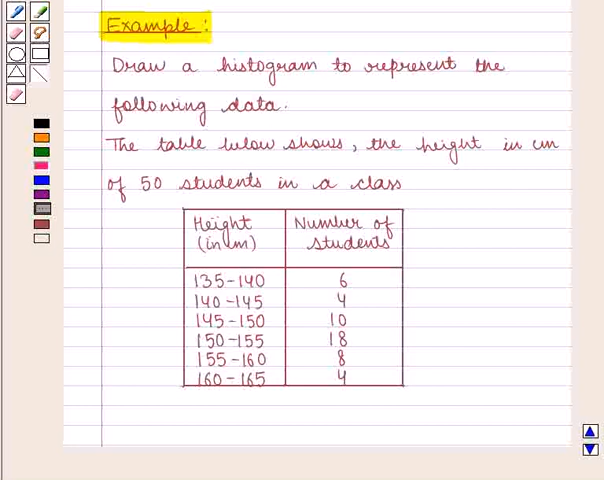 Example :
Draw a histogram to represent the
following data.
The table below shows, the height in cm
of 50 students in a class
Height Number of
(in cm) students
135-140 6
140-145 4
145-150 10
150-155 18
155-160 8
160-165 4